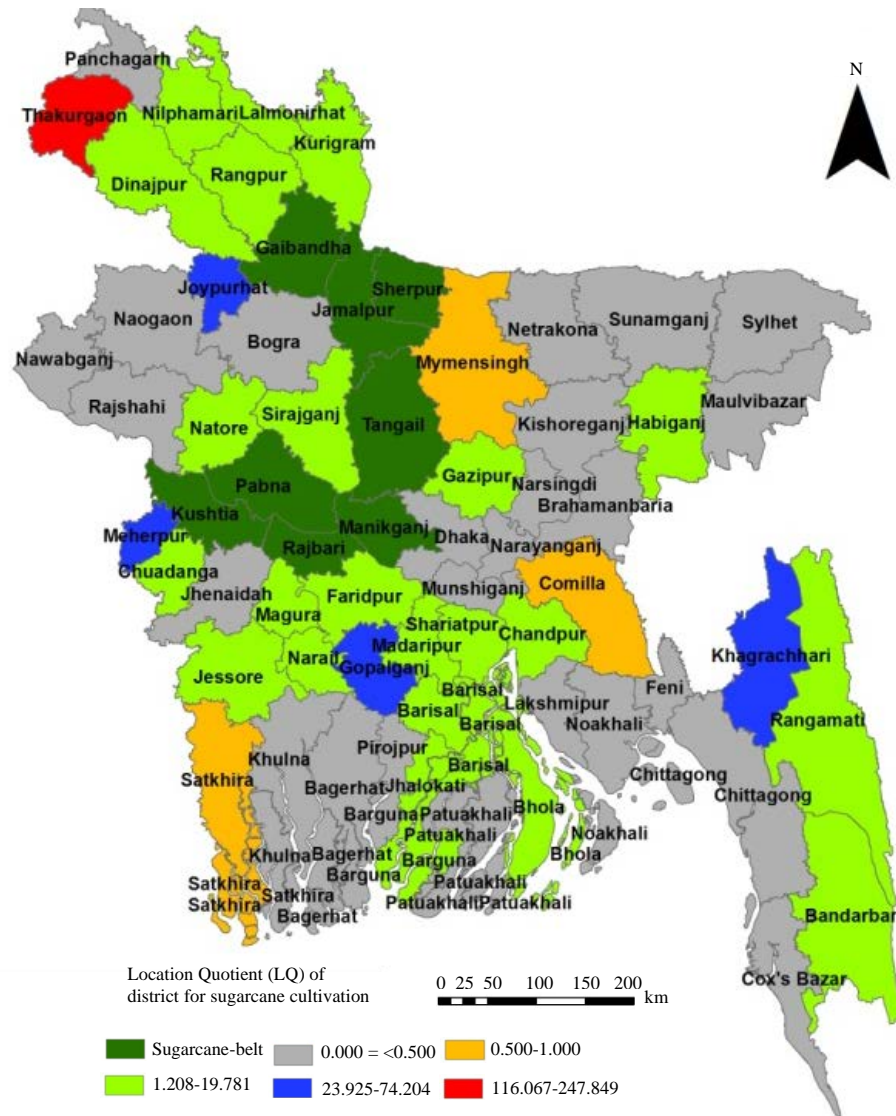 Panchagarh
N
Thakurgaon
Nilphamari
Lalmonirhat
Kurigram
Dinajpur
Rangpur
Gaibandha
Joypurhat
Sherpur
Jamalpur
Naogaon
Bogra
Netrakona
Sunamganj
Sylhet
Nawabganj
Mymensingh
Rajshahi
Natore
Sirajganj
Tangail
Kishoreganj
Habiganj
Maulvibazar
Gazipur
Narsingdi
Brahamanbaria
Pabna
Kushtia
Manikganj
Dhaka
Narayanganj
Meherpur
Rajbari
Chuadanga
Jhenaidah
Munshiganj
Comilla
Magura
Faridpur
Shariatpur
Chandpur
Madaripur
Narail
Gopalganj
Jessore
Khagrachhari
Barisal
Barisal
Barisal
Lakshmipur
Feni
Noakhali
Rangamati
Pirojpur
Khulna
Satkhira
Bagerhat
Jhalokati
Barisal
Chittagong
Chittagong
Barguna
Patuakhali
Bhola
Patuakhali
Noakhali
Khulna
Bagerhat
Barguna
Bhola
Barguna
Satkhira
Satkhira
Satkhira
Bagerhat
Patuakhali
Patuakhali
Patuakhali
Bandarban
Cox's Bazar
Location Quotient (LQ) of
district for sugarcane cultivation
0 25 50 100 150 200
km
Sugarcane-belt
0.000 = <0.500
0.500-1.000
1.208-19.781
23.925-74.204
116.067-247.849